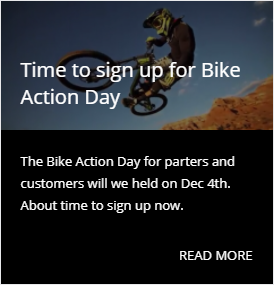 Time to sign up for Bike
Action Day
The Bike Action Day for parters and
customers will we held on Dec 4th.
About time to sign up now.
READ MORE